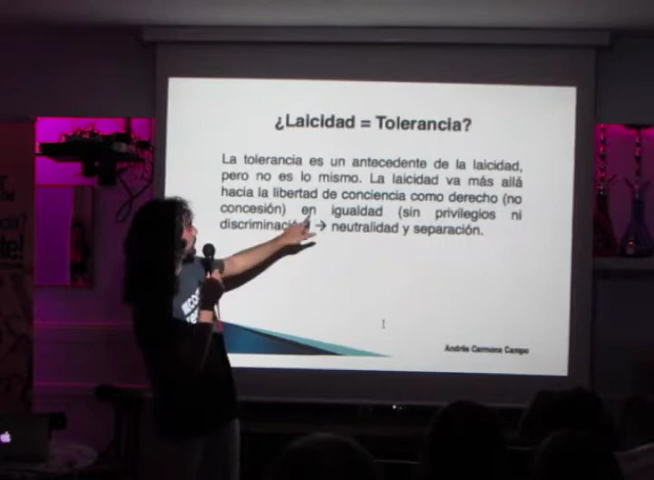 ¿Laicidad = Tolerancia?
La tolerancia es un antecedente de la laicidad,
pero no es lo mismo. La laicidad va más allá
hacia la libertad de conciencia como derecho (no
concesión) en igualdad (sin privilegios ni
→ neutralidad y separación.
Andrés Carmona Campo